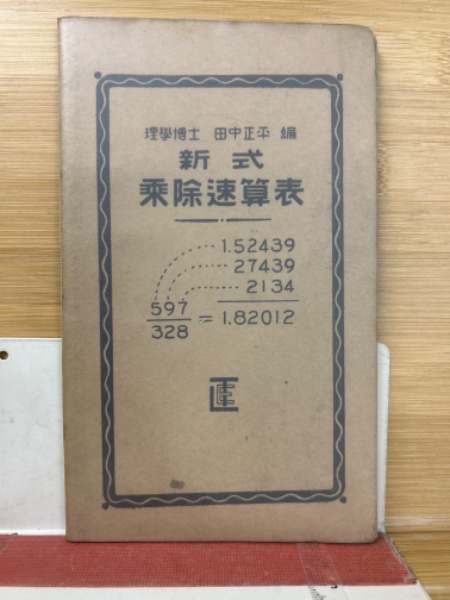 理學博士 田中正平 編
新式
乘除速算表
1.52439
27439
2134
597
328
= 1.82012